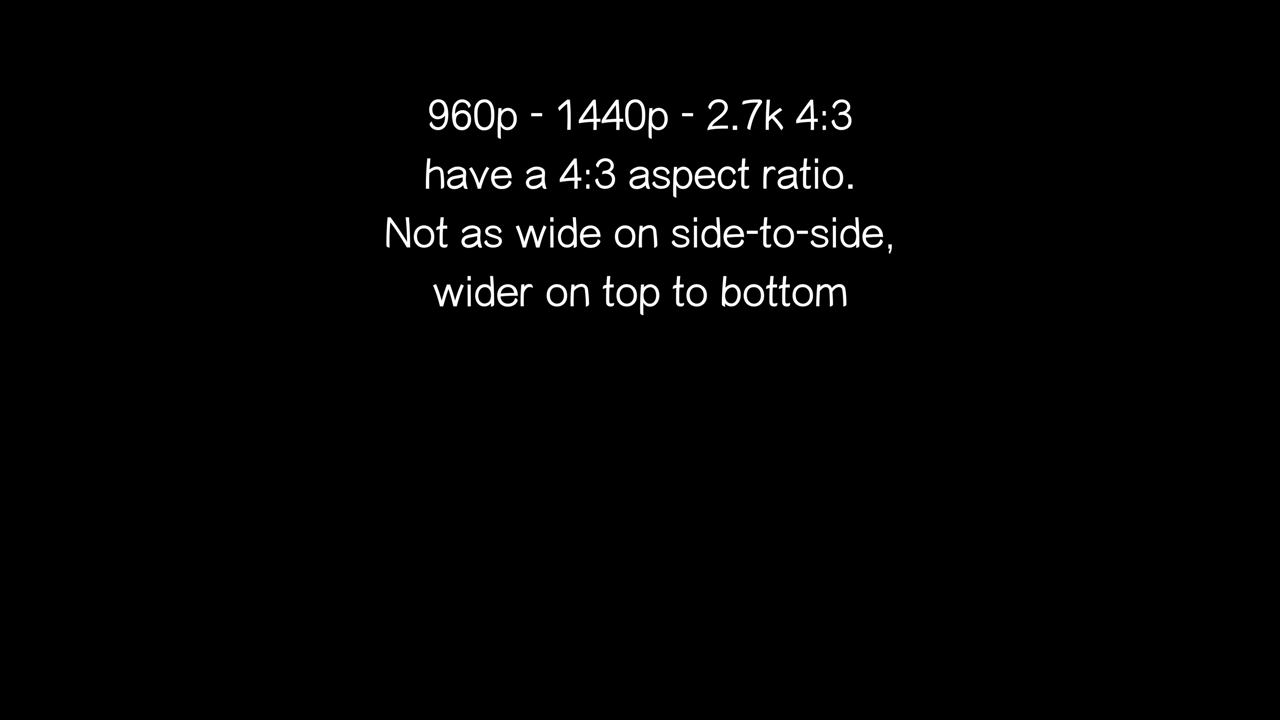 960p - 1440p - 2.7k 4:3
have a 4:3 aspect ratio.
Not as wide on side-to-side,
wider on top to bottom